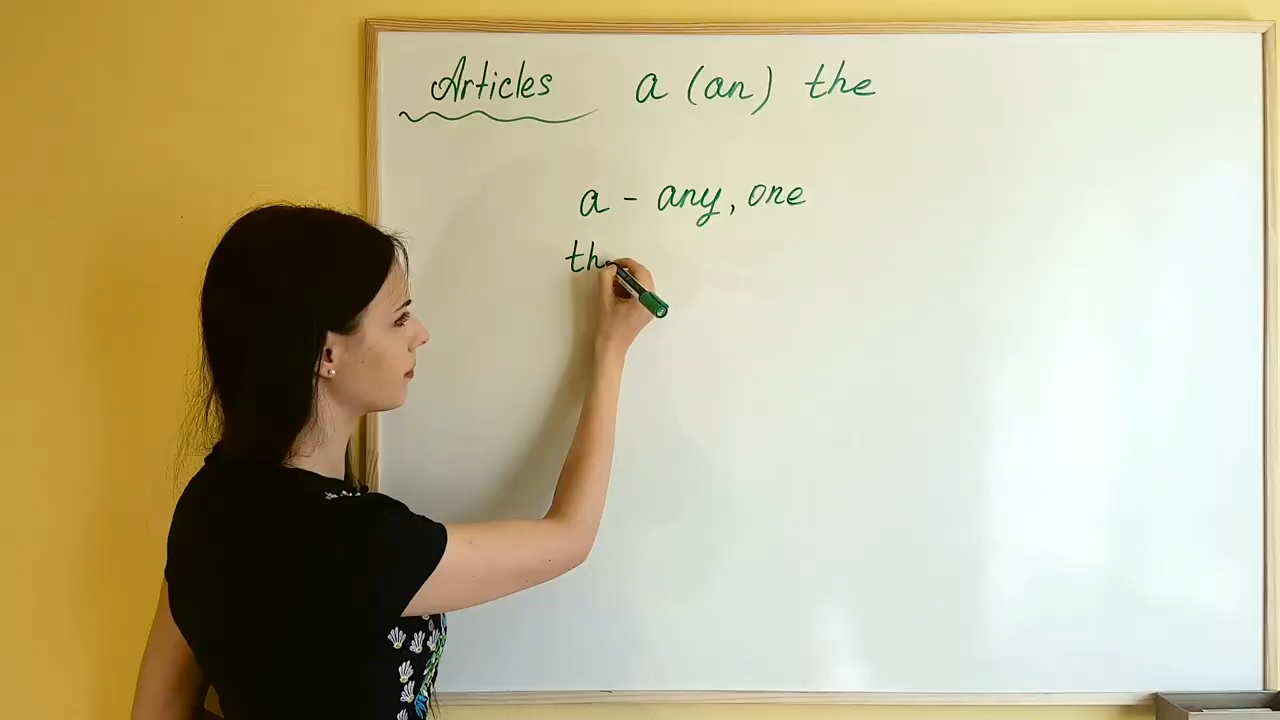 Articles a (an) the
a - any, one
th